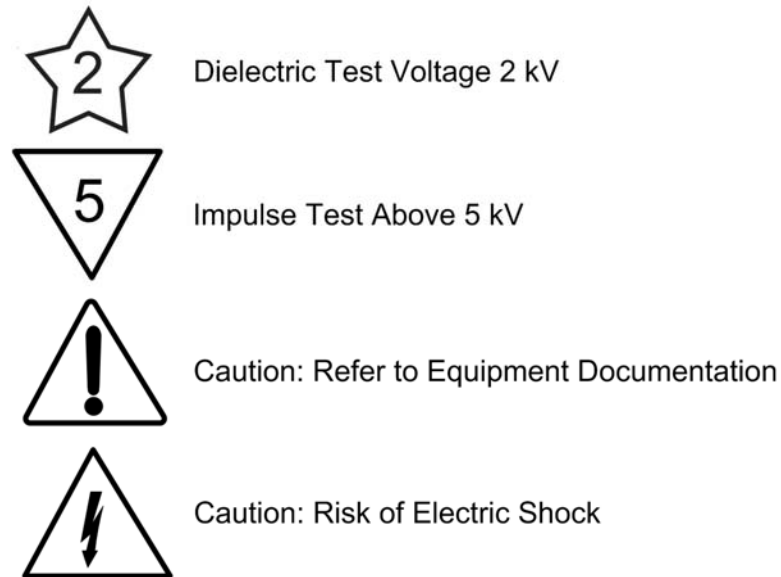 2 Dielectric Test Voltage 2 kV
5 Impulse Test Above 5 kV
Caution: Refer to Equipment Documentation
Caution: Risk of Electric Shock